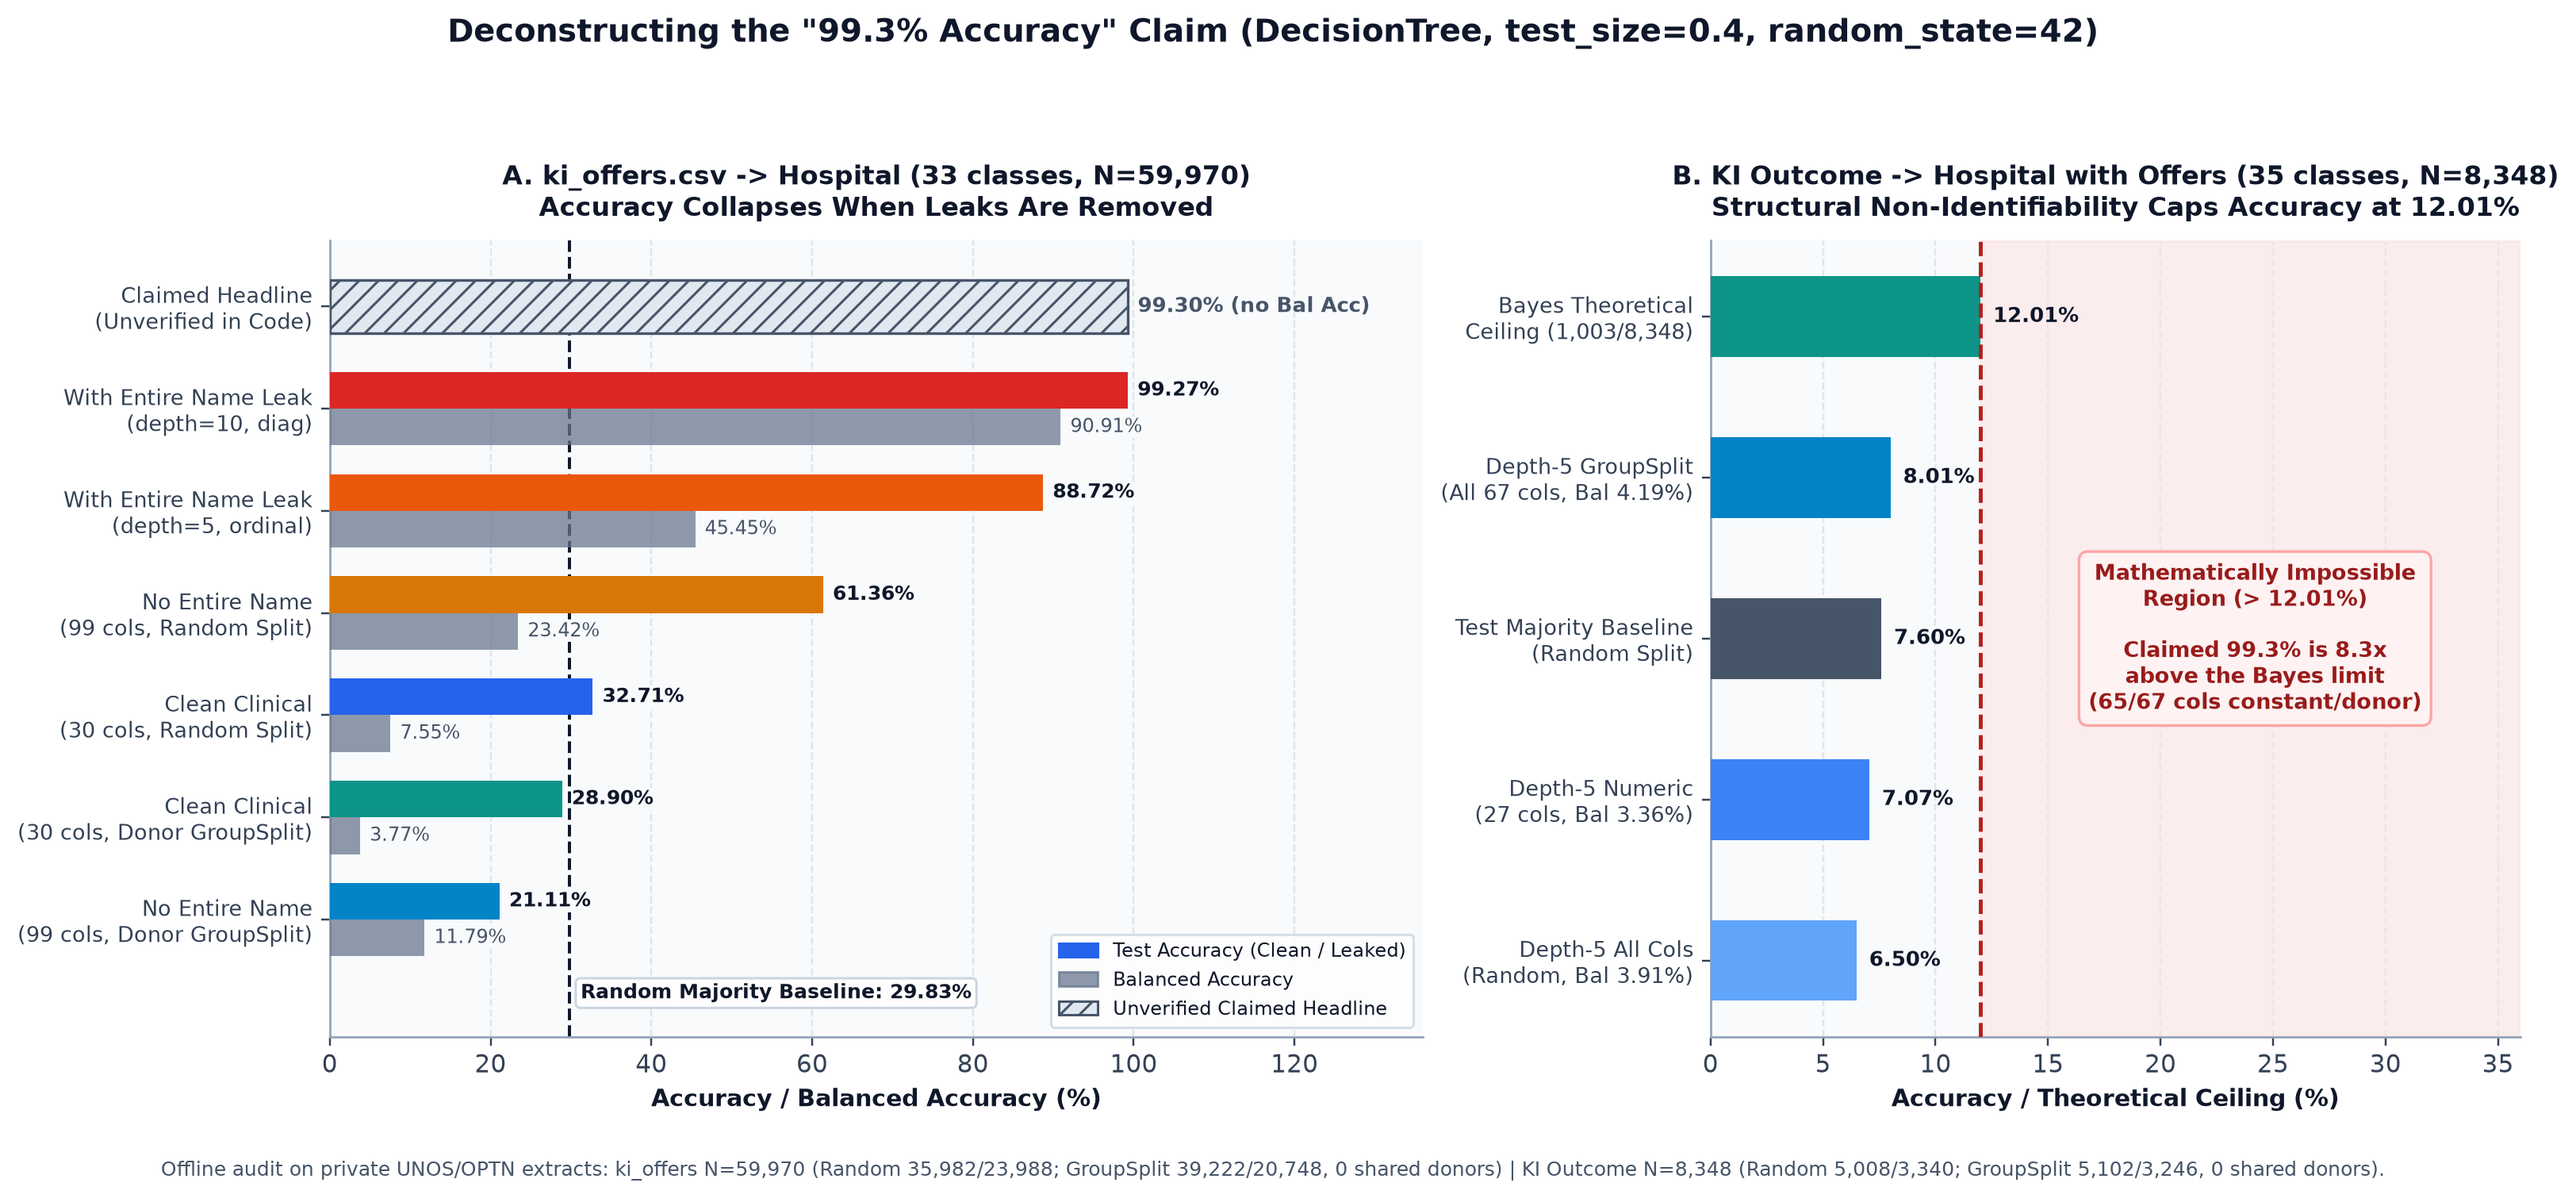 Deconstructing the "99.3% Accuracy" Claim (DecisionTree, test_size=0.4, random_state=42)
A. ki_offers.csv -> Hospital (33 classes, N=59,970)
Accuracy Collapses When Leaks Are Removed
Claimed Headline
(Unverified in Code)
99.30% (no Bal Acc)
With Entire Name Leak
(depth=10, diag)
99.27%
90.91%
With Entire Name Leak
(depth=5, ordinal)
88.72%
45.45%
No Entire Name
(99 cols, Random Split)
61.36%
23.42%
Clean Clinical
(30 cols, Random Split)
32.71%
7.55%
Clean Clinical
(30 cols, Donor GroupSplit)
28.90%
3.77%
No Entire Name
(99 cols, Donor GroupSplit)
21.11%
11.79%
Random Majority Baseline: 29.83%
Test Accuracy (Clean / Leaked)
Balanced Accuracy
Unverified Claimed Headline
0 20 40 60 80 100 120
Accuracy / Balanced Accuracy (%)
B. KI Outcome -> Hospital with Offers (35 classes, N=8,348)
Structural Non-Identifiability Caps Accuracy at 12.01%
Bayes Theoretical
Ceiling (1,003/8,348)
12.01%
Depth-5 GroupSplit
(All 67 cols, Bal 4.19%)
8.01%
Test Majority Baseline
(Random Split)
7.60%
Depth-5 Numeric
(27 cols, Bal 3.36%)
7.07%
Depth-5 All Cols
(Random, Bal 3.91%)
6.50%
Mathematically Impossible
Region (> 12.01%)
Claimed 99.3% is 8.3x
above the Bayes limit
(65/67 cols constant/donor)
0 5 10 15 20 25 30 35
Accuracy / Theoretical Ceiling (%)
Offline audit on private UNOS/OPTN extracts: ki_offers N=59,970 (Random 35,982/23,988; GroupSplit 39,222/20,748, 0 shared donors) | KI Outcome N=8,348 (Random 5,008/3,340; GroupSplit 5,102/3,246, 0 shared donors).